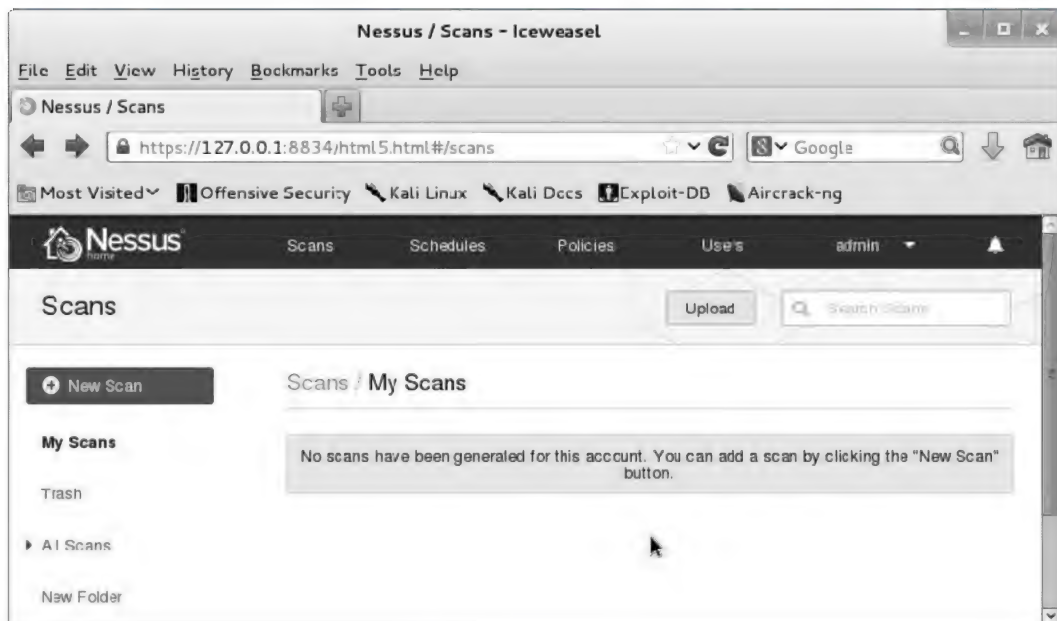 Nessus / Scans - Iceweasel
File Edit View History Bookmarks Tools Help
Nessus / Scans
https://127.0.0.1:8834/html5.html#/scans
Google
Most Visited Offensive Security Kali Linux Kali Docs Exploit-DB Aircrack-ng
Nessus
home
Scans Schedules Policies Users admin
Scans
Upload
Search Scans
New Scan
Scans / My Scans
My Scans
No scans have been generated for this account. You can add a scan by clicking the "New Scan"
button.
Trash
All Scans
New Folder